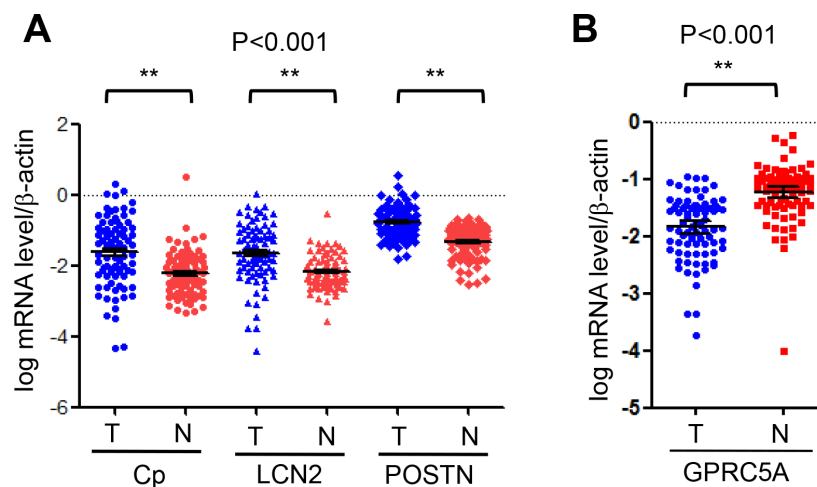 A
P<0.001
** ** **
log mRNA level/β-actin
2
0
-2
-4
-6
T N T N T N
Cp LCN2 POSTN
B
P<0.001
**
log mRNA level/β-actin
0
-1
-2
-3
-4
-5
T N
GPRC5A